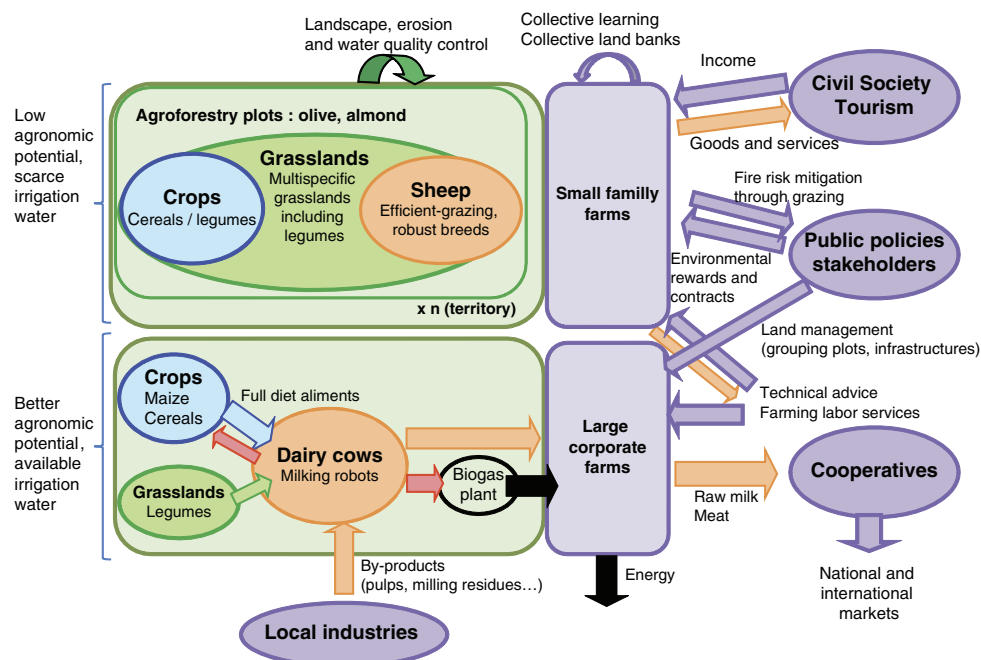 Landscape, erosion
and water quality control
Collective learning
Collective land banks
Income
Civil Society
Tourism
Goods and services
Low
agronomic
potential,
scarce
irrigation
water
Agroforestry plots : olive, almond
Grasslands
Multispecific
grasslands
including
legumes
Crops
Cereals / legumes
Sheep
Efficient-grazing,
robust breeds
x n (territory)
Small familly
farms
Fire risk mitigation
through grazing
Public policies
stakeholders
Environmental
rewards and
contracts
Land management
(grouping plots, infrastructures)
Better
agronomic
potential,
available
irrigation
water
Crops
Maize
Cereals
Full diet aliments
Dairy cows
Milking robots
Grasslands
Legumes
Biogas
plant
Large
corporate
farms
Technical advice
Farming labor services
Cooperatives
Raw milk
Meat
By-products
(pulps, milling residues…)
Energy
National and
international
markets
Local industries